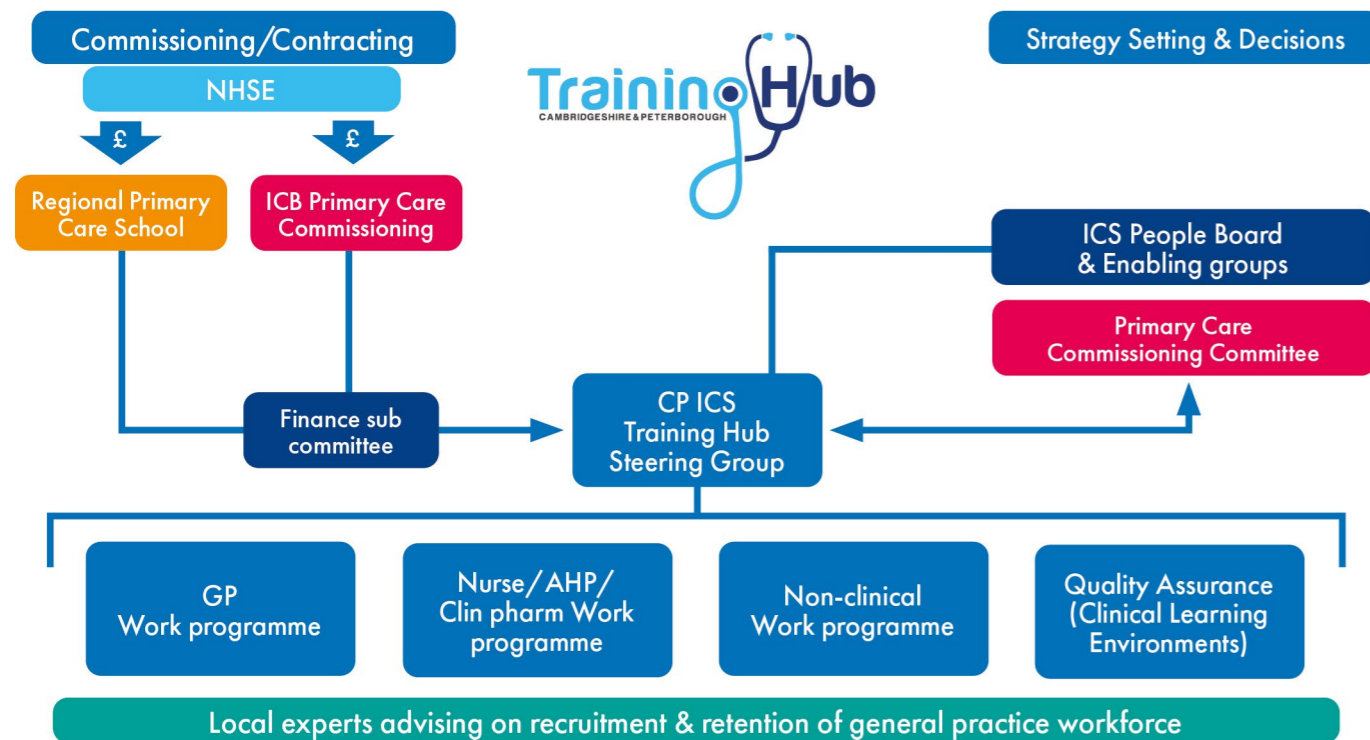 Commissioning/Contracting
NHSE
£
£
Regional Primary
Care School
ICB Primary Care
Commissioning
Training Hub
CAMBRIDGESHIRE & PETERBOROUGH
Strategy Setting & Decisions
ICS People Board
& Enabling groups
Primary Care
Commissioning Committee
Finance sub
committee
CP ICS
Training Hub
Steering Group
GP
Work programme
Nurse/AHP/
Clin pharm Work
programme
Non-clinical
Work programme
Quality Assurance
(Clinical Learning
Environments)
Local experts advising on recruitment & retention of general practice workforce